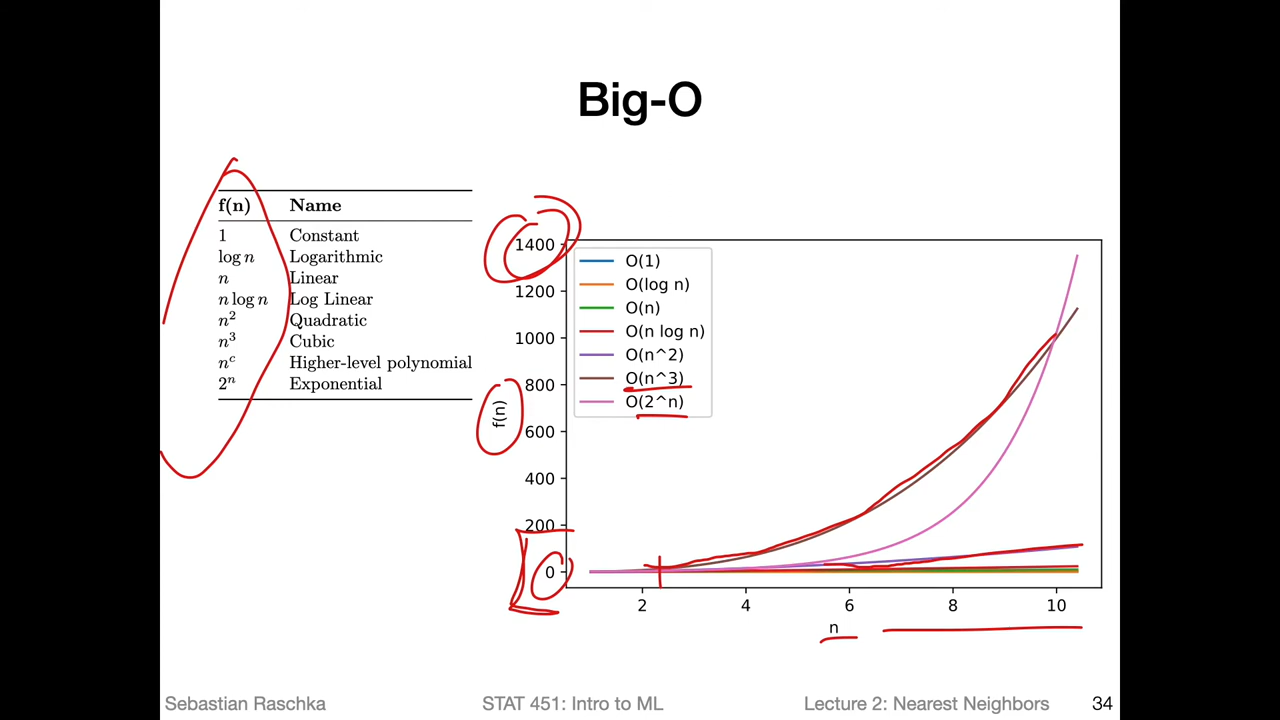 Big-O
f(n) Name
1 Constant
log n Logarithmic
n Linear
n log n Log Linear
n² Quadratic
n³ Cubic
nᶜ Higher-level polynomial
2ⁿ Exponential
1400
1200
1000
800
600
400
200
0
f(n)
O(1)
O(log n)
O(n)
O(n log n)
O(n^2)
O(n^3)
O(2^n)
2 4 6 8 10
n
Sebastian Raschka STAT 451: Intro to ML Lecture 2: Nearest Neighbors 34